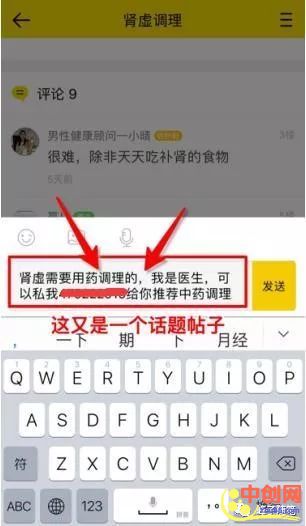 肾虚调理
评论 9
男性健康顾问一小晴
3楼
很难，除非天天吃补肾的食物
5天前
肾虚需要用药调理的，我是医生，可
以私我
给你推荐中药调理
发送
这又是一个话题帖子
， 一下 期 下 月经
Q W E R T Y U I O P
A S D F G H J K L
符 Z X C V B N M
ABC 123 拼音 ，。
中创网